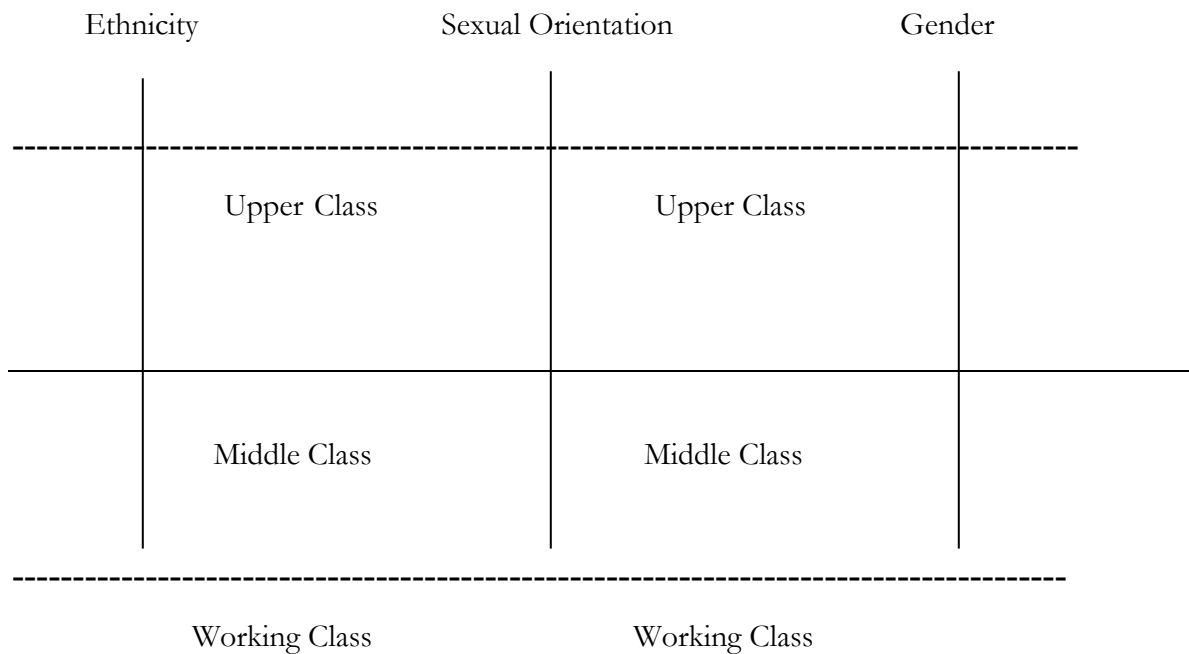 Ethnicity Sexual Orientation Gender
Upper Class Upper Class
Middle Class Middle Class
Working Class Working Class